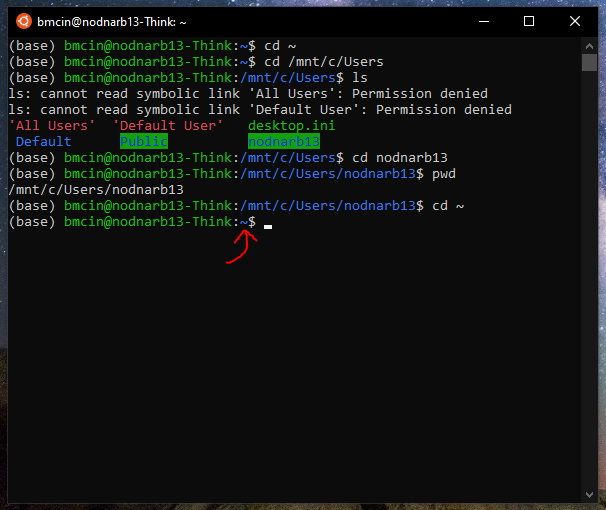 bmcin@nodnarb13-Think: ~
(base) bmcin@nodnarb13-Think:~$ cd ~
(base) bmcin@nodnarb13-Think:~$ cd /mnt/c/Users
(base) bmcin@nodnarb13-Think:/mnt/c/Users$ ls
ls: cannot read symbolic link 'All Users': Permission denied
ls: cannot read symbolic link 'Default User': Permission denied
'All Users'  'Default User'   desktop.ini
 Default      Public          nodnarb13
(base) bmcin@nodnarb13-Think:/mnt/c/Users$ cd nodnarb13
(base) bmcin@nodnarb13-Think:/mnt/c/Users/nodnarb13$ pwd
/mnt/c/Users/nodnarb13
(base) bmcin@nodnarb13-Think:/mnt/c/Users/nodnarb13$ cd ~
(base) bmcin@nodnarb13-Think:~$